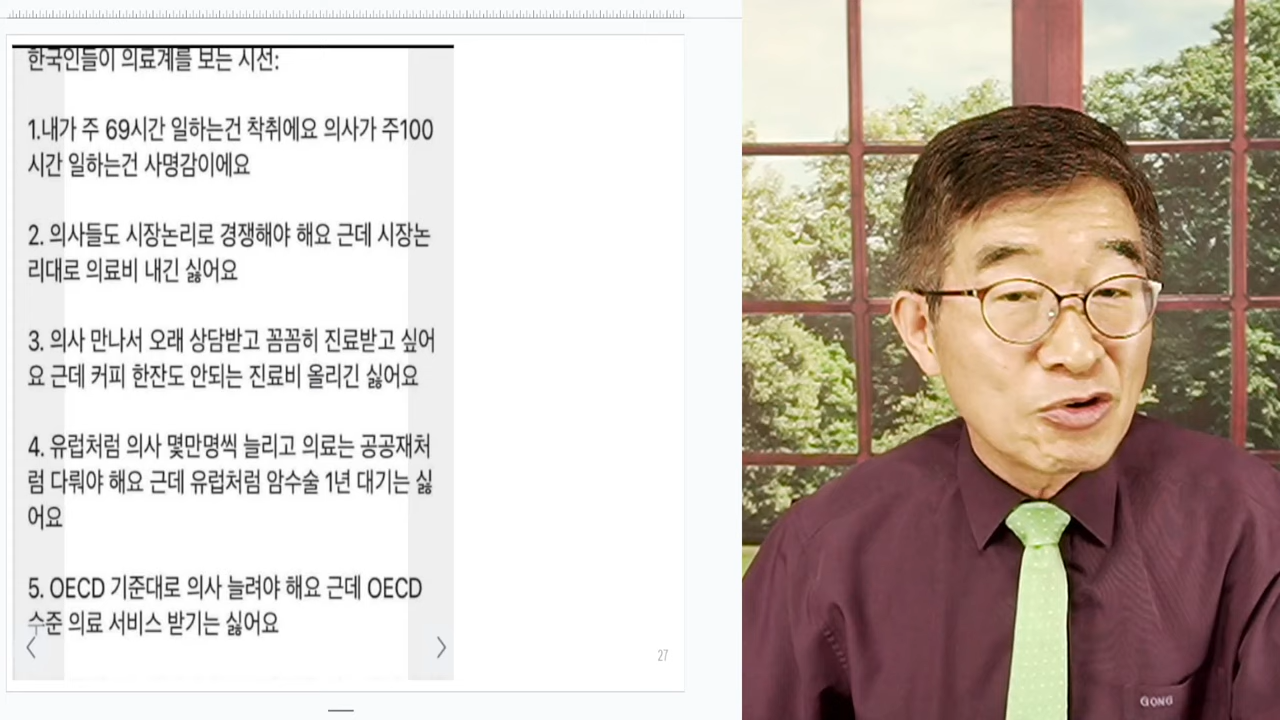 한국인들이 의료계를 보는 시선:
1.내가 주 69시간 일하는건 착취에요 의사가 주100
시간 일하는건 사명감이에요
2. 의사들도 시장논리로 경쟁해야 해요 근데 시장논
리대로 의료비 내긴 싫어요
3. 의사 만나서 오래 상담받고 꼼꼼히 진료받고 싶어
요 근데 커피 한잔도 안되는 진료비 올리긴 싫어요
4. 유럽처럼 의사 몇만명씩 늘리고 의료는 공공재처
럼 다뤄야 해요 근데 유럽처럼 암수술 1년 대기는 싫
어요
5. OECD 기준대로 의사 늘려야 해요 근데 OECD
수준 의료 서비스 받기는 싫어요
27
GONG